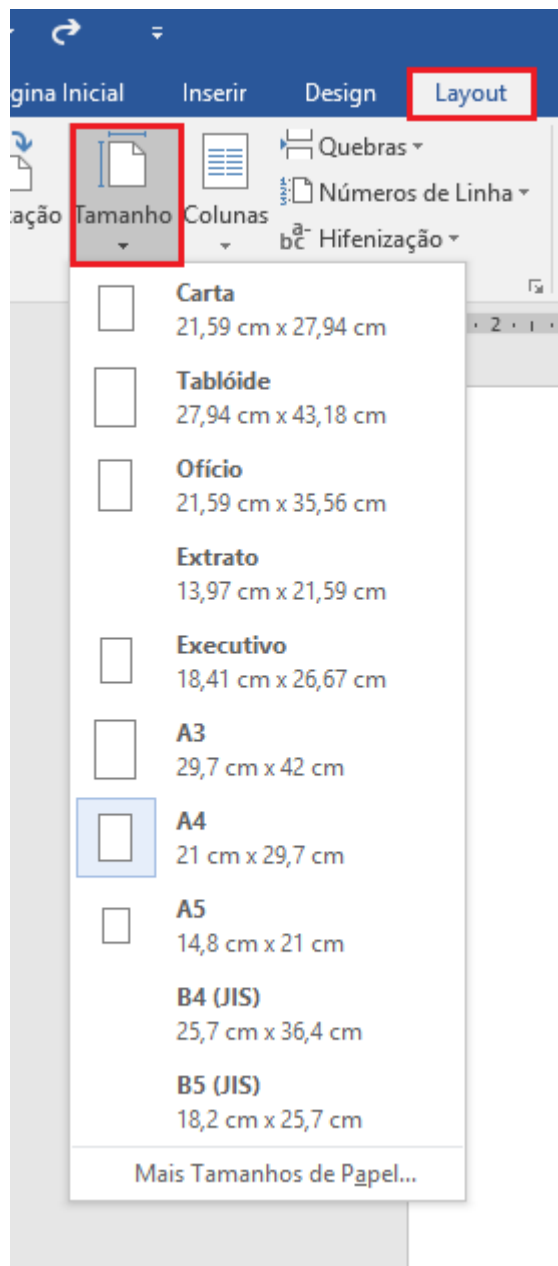 gina Inicial Inserir Design Layout
Quebras
Números de Linha
Hifenização
tação Tamanho Colunas
Carta
21,59 cm x 27,94 cm
2
Tablóide
27,94 cm x 43,18 cm
Ofício
21,59 cm x 35,56 cm
Extrato
13,97 cm x 21,59 cm
Executivo
18,41 cm x 26,67 cm
A3
29,7 cm x 42 cm
A4
21 cm x 29,7 cm
A5
14,8 cm x 21 cm
B4 (JIS)
25,7 cm x 36,4 cm
B5 (JIS)
18,2 cm x 25,7 cm
Mais Tamanhos de Papel...